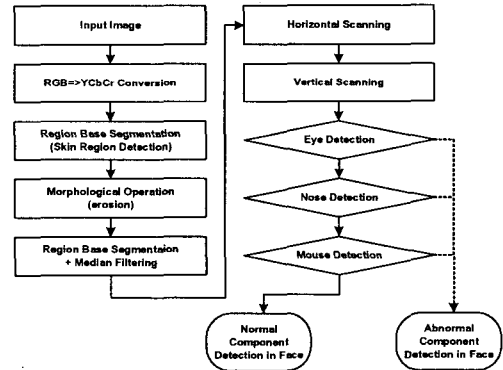 Input Image
RGB=>YCbCr Conversion
Region Base Segmentation
(Skin Region Detection)
Morphological Operation
(erosion)
Region Base Segmentaion
+ Median Filtering
Horizontal Scanning
Vertical Scanning
Eye Detection
Nose Detection
Mouse Detection
Normal
Component
Detection in Face
Abnormal
Component
Detection in Face